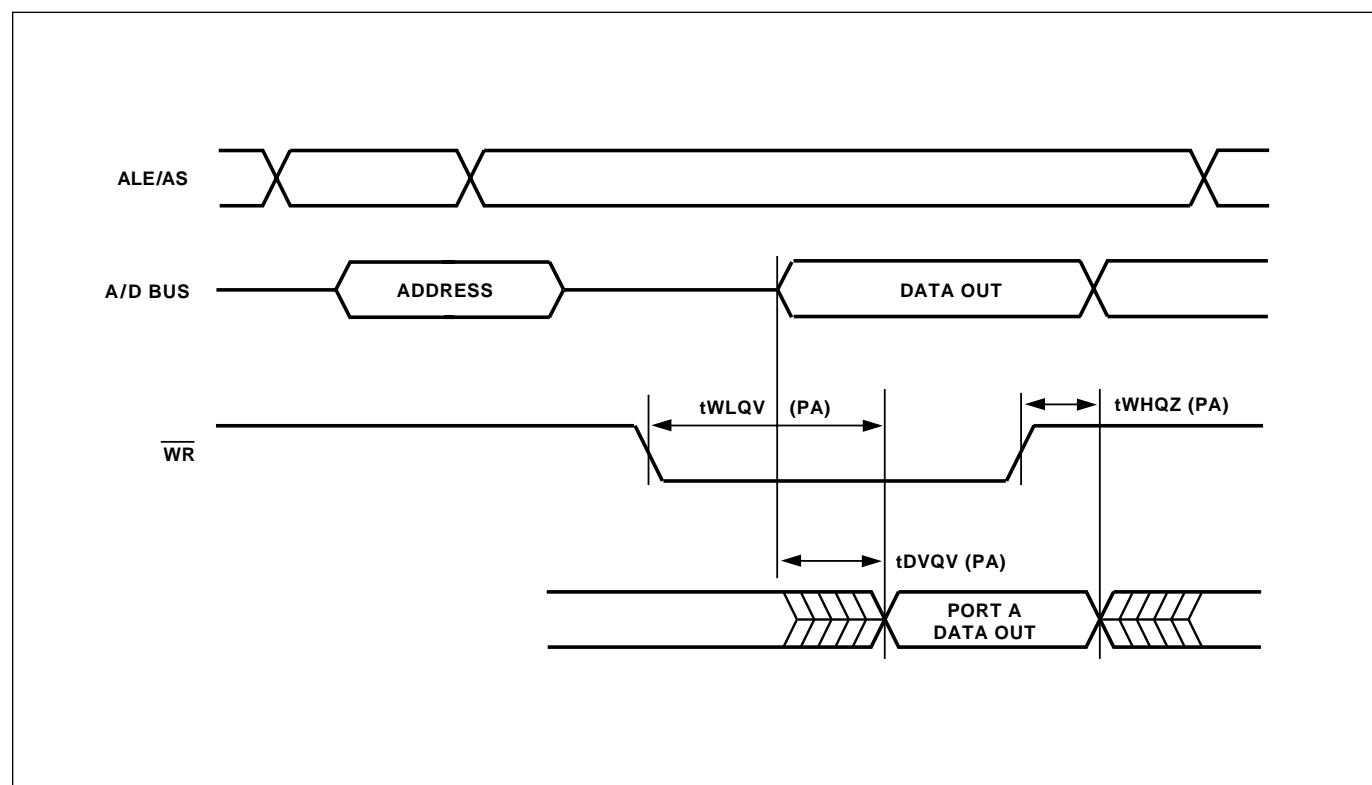 ALE/AS
A/D BUS
ADDRESS
DATA OUT
tWLQV (PA)
tWHQZ (PA)
WR
tDVQV (PA)
PORT A
DATA OUT